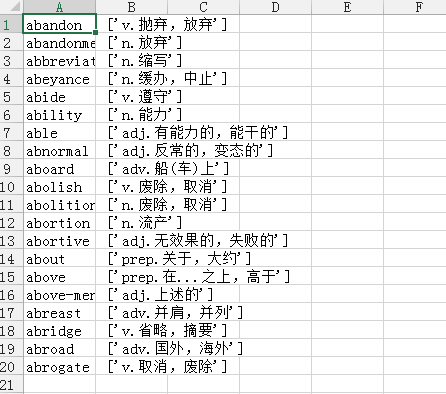 A B C D E F
1 abandon ['v.抛弃，放弃']
2 abandonme ['n.放弃']
3 abbreviat ['n.缩写']
4 abeyance ['n.缓办，中止']
5 abide ['v.遵守']
6 ability ['n.能力']
7 able ['adj.有能力的，能干的']
8 abnormal ['adj.反常的，变态的']
9 aboard ['adv.船(车)上']
10 abolish ['v.废除，取消']
11 abolition ['n.废除，取消']
12 abortion ['n.流产']
13 abortive ['adj.无效果的，失败的']
14 about ['prep.关于，大约']
15 above ['prep.在...之上，高于']
16 above-men ['adj.上述的']
17 abreast ['adv.并肩，并列']
18 abridge ['v.省略，摘要']
19 abroad ['adv.国外，海外']
20 abrogate ['v.取消，废除']
21